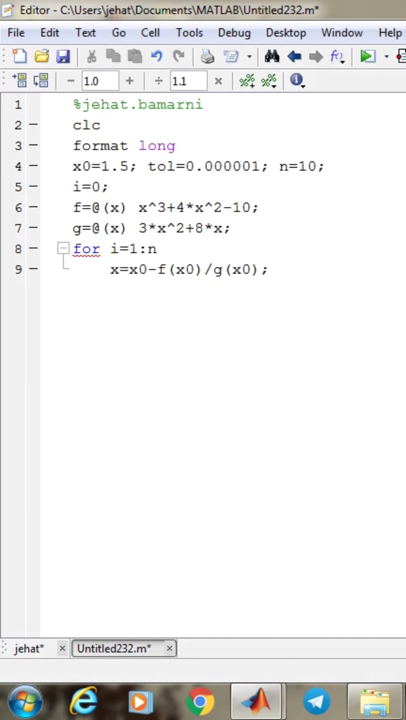 Editor - C:\Users\jehat\Documents\MATLAB\Untitled232.m*
File Edit Text Go Cell Tools Debug Desktop Window Help
1.0 1.1
1 %jehat.bamarni
2 clc
3 format long
4 x0=1.5; tol=0.000001; n=10;
5 i=0;
6 f=@(x) x^3+4*x^2-10;
7 g=@(x) 3*x^2+8*x;
8 for i=1:n
9 x=x0-f(x0)/g(x0);
jehat* Untitled232.m*